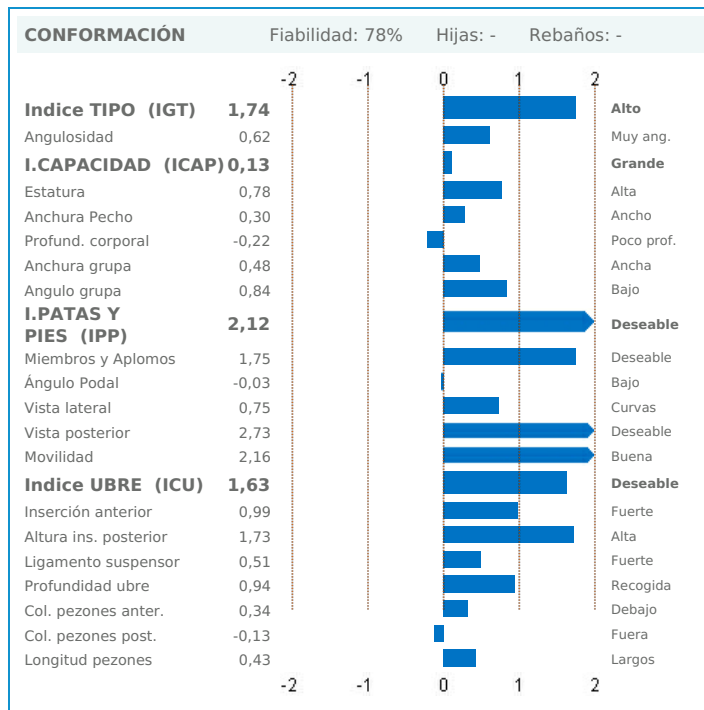 CONFORMACIÓN Fiabilidad: 78% Hijas: - Rebaños: -
-2 -1 0 1 2
Indice TIPO (IGT) 1,74 Alto
Angulosidad 0,62 Muy ang.
I.CAPACIDAD (ICAP) 0,13 Grande
Estatura 0,78 Alta
Anchura Pecho 0,30 Ancho
Profund. corporal -0,22 Poco prof.
Anchura grupa 0,48 Ancha
Angulo grupa 0,84 Bajo
I.PATAS Y
PIES (IPP) 2,12 Deseable
Miembros y Aplomos 1,75 Deseable
Ángulo Podal -0,03 Bajo
Vista lateral 0,75 Curvas
Vista posterior 2,73 Deseable
Movilidad 2,16 Buena
Indice UBRE (ICU) 1,63 Deseable
Inserción anterior 0,99 Fuerte
Altura ins. posterior 1,73 Alta
Ligamento suspensor 0,51 Fuerte
Profundidad ubre 0,94 Recogida
Col. pezones anter. 0,34 Debajo
Col. pezones post. -0,13 Fuera
Longitud pezones 0,43 Largos
-2 -1 0 1 2